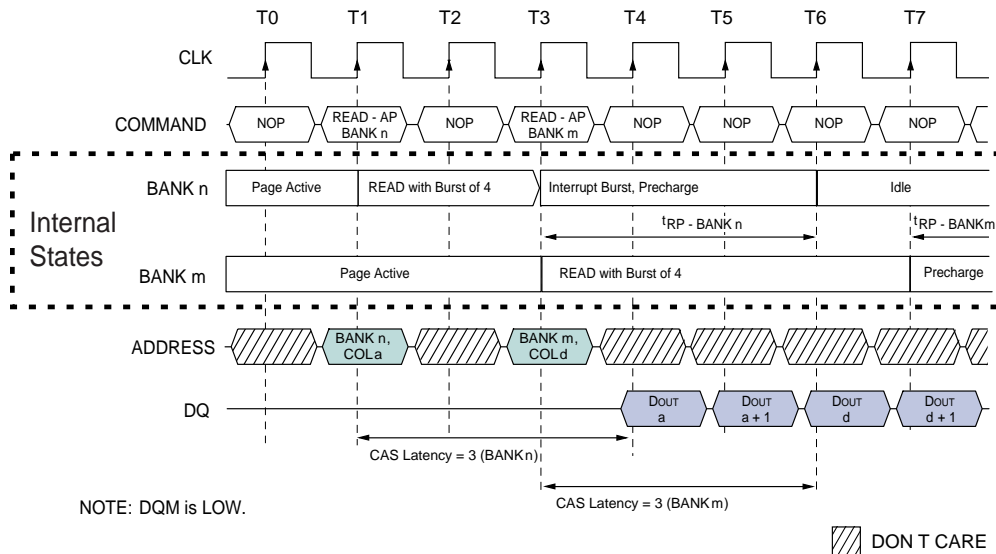 T0 T1 T2 T3 T4 T5 T6 T7
CLK
COMMAND NOP READ - AP NOP READ - AP NOP NOP NOP NOP
BANK n BANK m
BANK n Page Active READ with Burst of 4 Interrupt Burst, Precharge Idle
tRP - BANK n tRP - BANK m
Internal
States
BANK m Page Active READ with Burst of 4 Precharge
ADDRESS BANK n, BANK m,
COL a COL d
DQ DOUT DOUT DOUT DOUT
a a + 1 d d + 1
CAS Latency = 3 (BANK n)
CAS Latency = 3 (BANK m)
NOTE: DQM is LOW.
DON T CARE